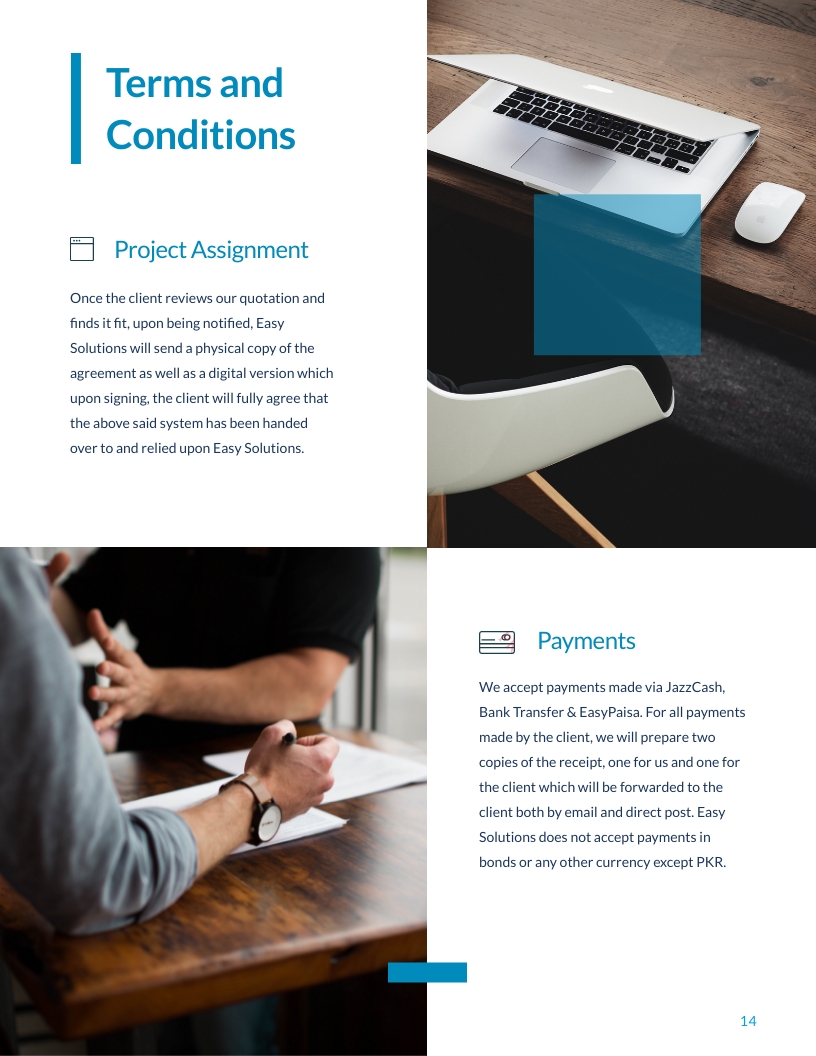 Terms and
Conditions
Project Assignment
Once the client reviews our quotation and
finds it fit, upon being notified, Easy
Solutions will send a physical copy of the
agreement as well as a digital version which
upon signing, the client will fully agree that
the above said system has been handed
over to and relied upon Easy Solutions.
Payments
We accept payments made via JazzCash,
Bank Transfer & EasyPaisa. For all payments
made by the client, we will prepare two
copies of the receipt, one for us and one for
the client which will be forwarded to the
client both by email and direct post. Easy
Solutions does not accept payments in
bonds or any other currency except PKR.
14